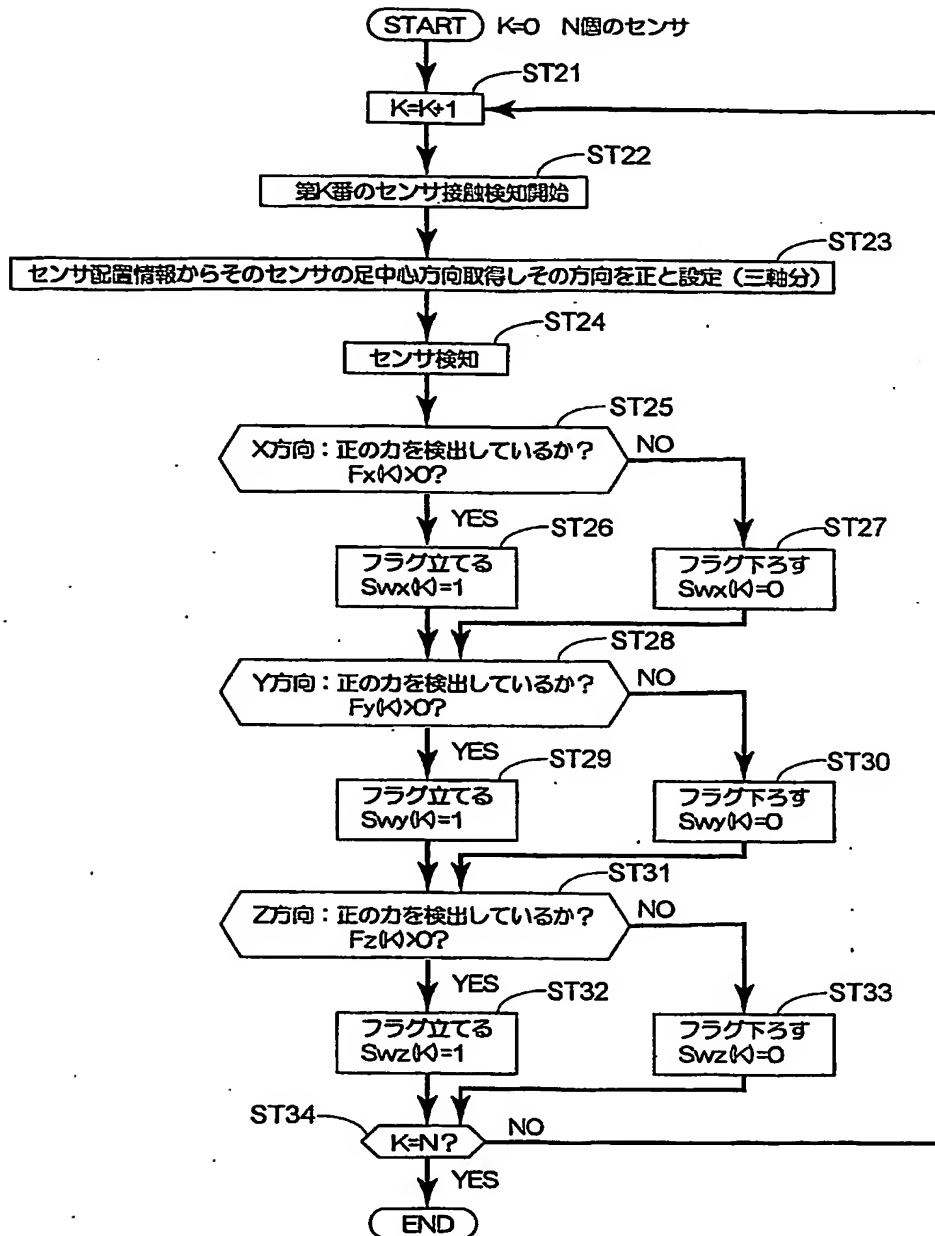 START K=0 N個のセンサ
ST21
K=K+1
ST22
第K番のセンサ接触検知開始
ST23
センサ配置情報からそのセンサの足中心方向取得しその方向を正と設定（三軸分）
ST24
センサ検知
ST25
X方向：正の力を検出しているか？
Fx(K)>0?
NO
YES
ST26
フラグ立てる
Swx(K)=1
ST27
フラグ下ろす
Swx(K)=0
ST28
Y方向：正の力を検出しているか？
Fy(K)>0?
NO
YES
ST29
フラグ立てる
Swy(K)=1
ST30
フラグ下ろす
Swy(K)=0
ST31
Z方向：正の力を検出しているか？
Fz(K)>0?
NO
YES
ST32
フラグ立てる
Swz(K)=1
ST33
フラグ下ろす
Swz(K)=0
ST34
K=N?
NO
YES
END